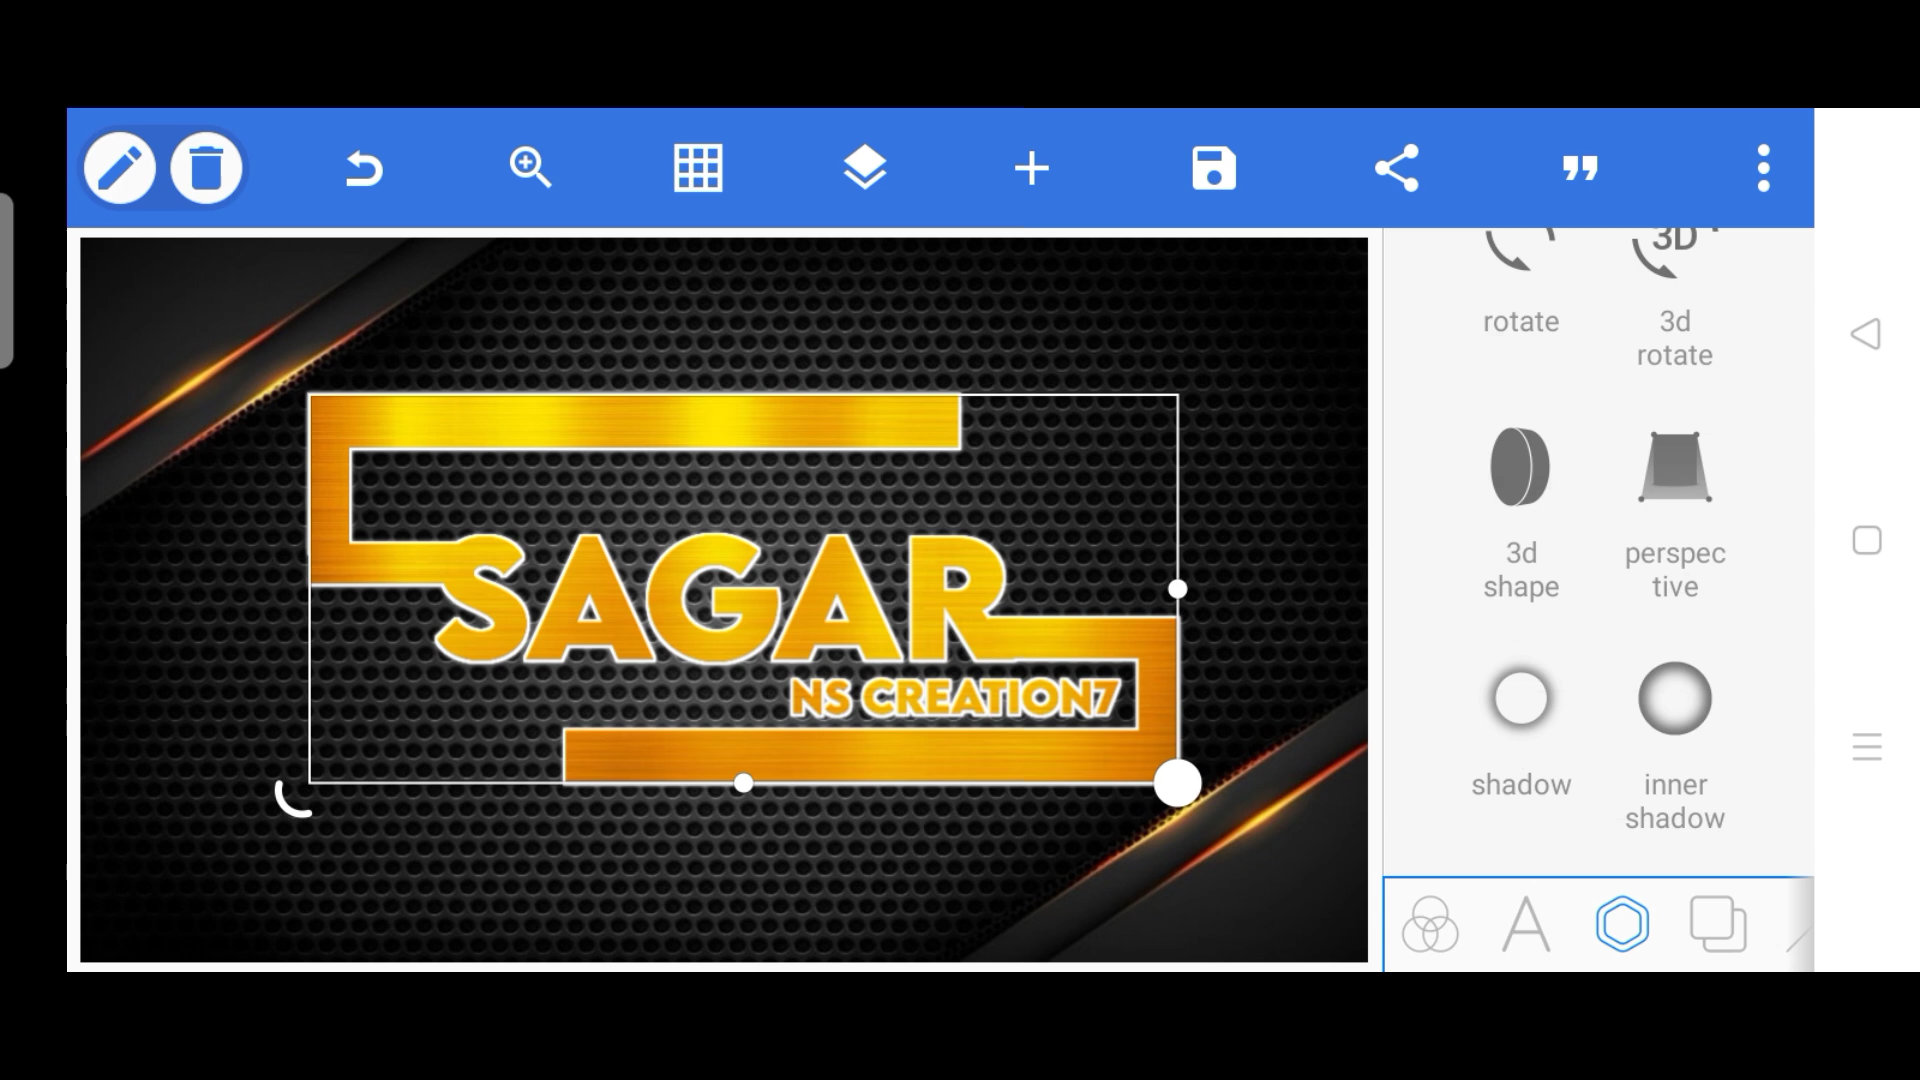 3D
rotate
3d
rotate
SAGAR
NS CREATION7
3d
shape
perspec
tive
shadow
inner
shadow